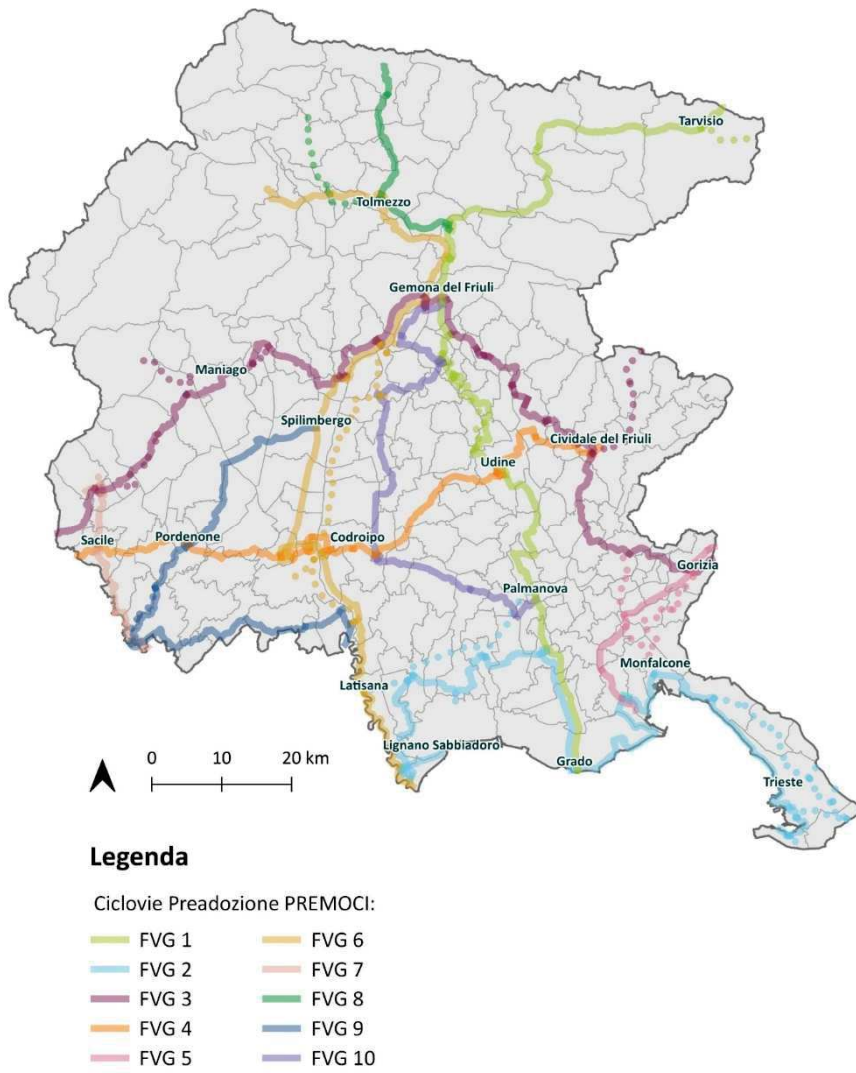 Tarvisio
Tolmezzo
Gemona del Friuli
Maniago
Spilimbergo
Cividale del Friuli
Udine
Sacile
Pordenone
Codroipo
Gorizia
Palmanova
Monfalcone
Latisana
Lignano Sabbiadoro
Grado
Trieste
0 10 20 km
Legenda
Ciclovie Preadozione PREMOCI:
FVG 1
FVG 2
FVG 3
FVG 4
FVG 5
FVG 6
FVG 7
FVG 8
FVG 9
FVG 10